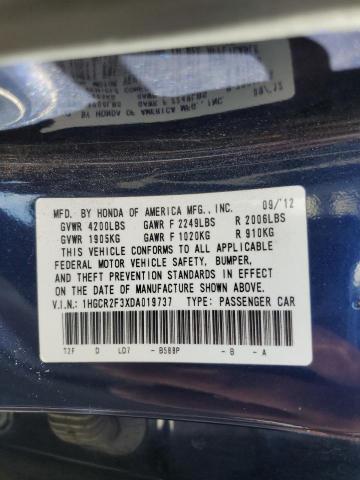 MFD. BY HONDA OF AMERICA MFG., INC. 09/12
GVWR 4200LBS GAWR F 2249LBS R 2006LBS
GVWR 1905KG GAWR F 1020KG R 910KG
THIS VEHICLE CONFORMS TO ALL APPLICABLE
FEDERAL MOTOR VEHICLE SAFETY, BUMPER,
AND THEFT PREVENTION STANDARDS IN EFFECT
ON THE DATE OF MANUFACTURE SHOWN ABOVE.
V.I.N.: 1HGCR2F3XDA019737 TYPE: PASSENGER CAR
T2F D LD7 - B588P - B - A